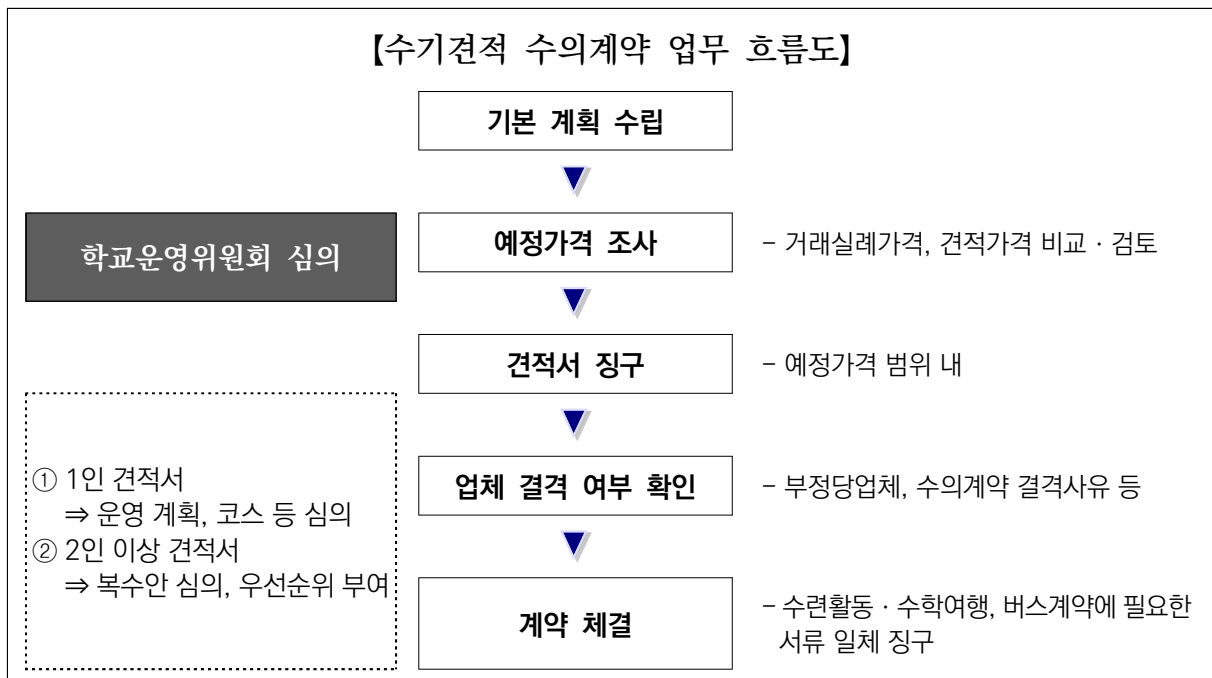 【수기견적 수의계약 업무 흐름도】
기본 계획 수립
학교운영위원회 심의
예정가격 조사
- 거래실례가격, 견적가격 비교 · 검토
견적서 징구
- 예정가격 범위 내
① 1인 견적서
⇒ 운영 계획, 코스 등 심의
② 2인 이상 견적서
⇒ 복수안 심의, 우선순위 부여
업체 결격 여부 확인
- 부정당업체, 수의계약 결격사유 등
계약 체결
- 수련활동 · 수학여행, 버스계약에 필요한
서류 일체 징구